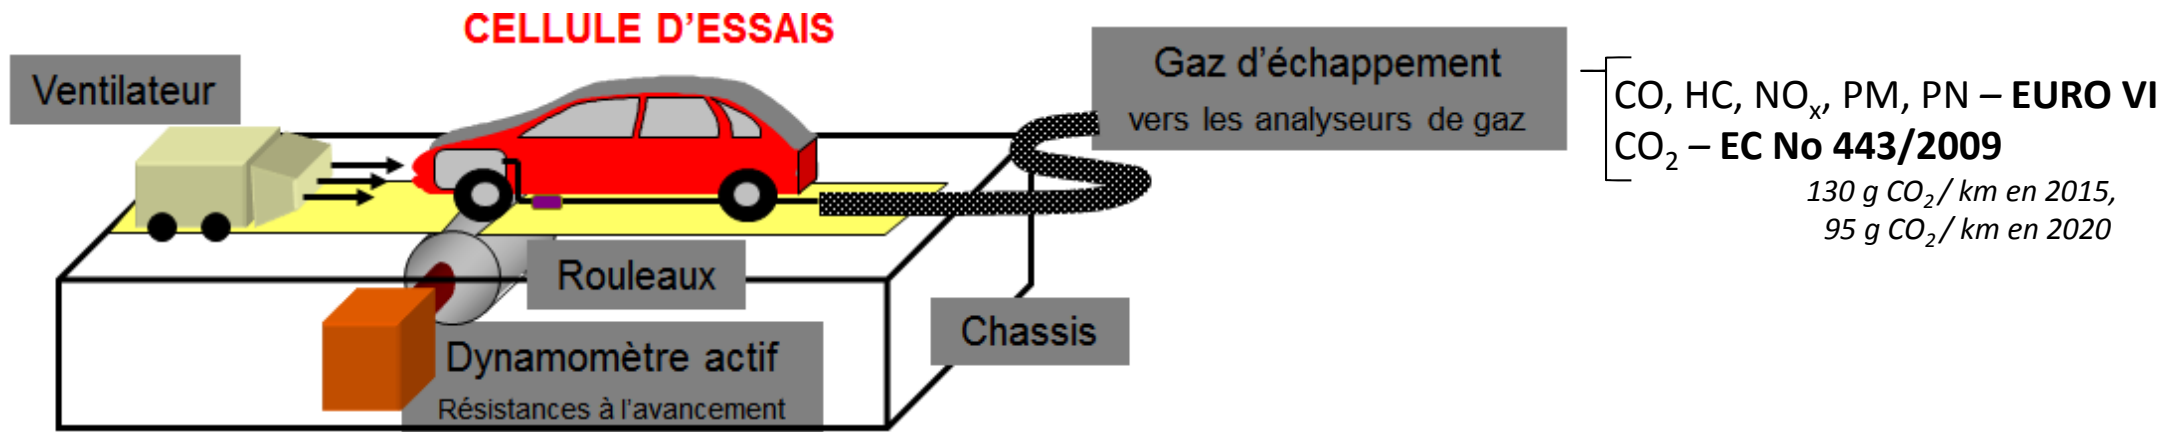 CELLULE D'ESSAIS
Ventilateur
Gaz d'échappement
vers les analyseurs de gaz
CO, HC, NOx, PM, PN – EURO VI
CO2 – EC No 443/2009
130 g CO2/ km en 2015,
95 g CO2/ km en 2020
Rouleaux
Chassis
Dynamomètre actif
Résistances à l'avancement